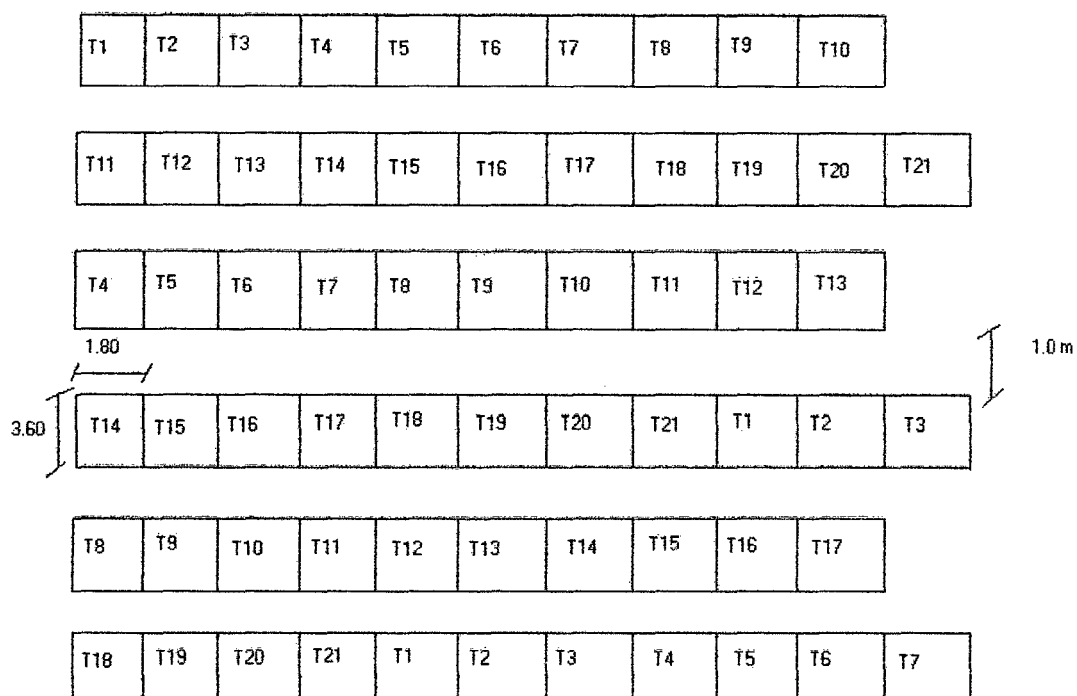 T1 T2 T3 T4 T5 T6 T7 T8 T9 T10
T11 T12 T13 T14 T15 T16 T17 T18 T19 T20 T21
T4 T5 T6 T7 T8 T9 T10 T11 T12 T13
1.80
1.0 m
3.60
T14 T15 T16 T17 T18 T19 T20 T21 T1 T2 T3
T8 T9 T10 T11 T12 T13 T14 T15 T16 T17
T18 T19 T20 T21 T1 T2 T3 T4 T5 T6 T7